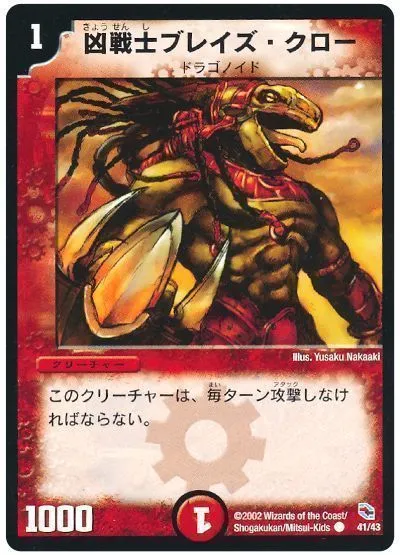 1
きょうせんし
凶戦士ブレイズ・クロー
ドラゴノイド
Illus. Yusaku Nakaaki
クリーチャー
このクリーチャーは、毎ターン攻撃しなけ
まい アタック
ればならない。
1000
1
©2002 Wizards of the Coast/
Shogakukan/Mitsui-Kids
41/43